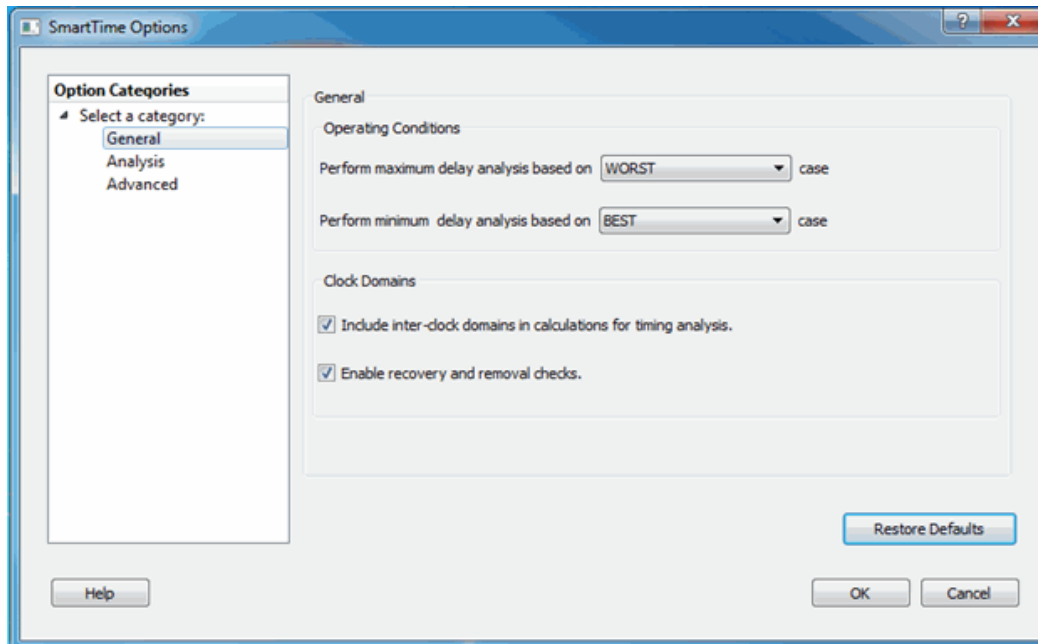 SmartTime Options
Option Categories
Select a category:
General
Analysis
Advanced
General
Operating Conditions
Perform maximum delay analysis based on WORST case
Perform minimum delay analysis based on BEST case
Clock Domains
Include inter-clock domains in calculations for timing analysis.
Enable recovery and removal checks.
Restore Defaults
Help OK Cancel